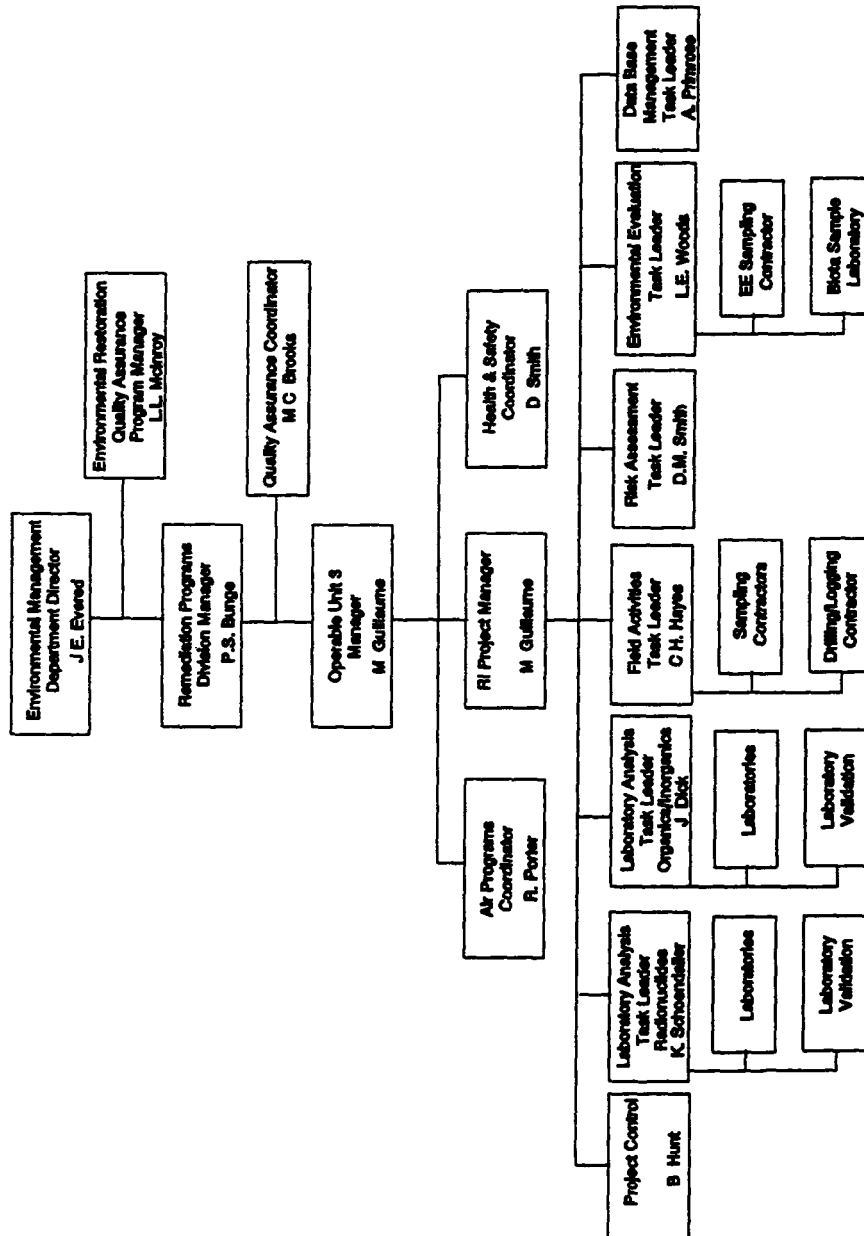 Environmental Management
Department Director
J E. Evered
Environmental Restoration
Quality Assurance
Program Manager
L.L. McInroy
Remediation Programs
Division Manager
P.S. Bunge
Quality Assurance Coordinator
M C Brooks
Operable Unit 3
Manager
M Guillaume
Air Programs
Coordinator
R. Porter
RI Project Manager
M Guillaume
Health & Safety
Coordinator
D Smith
Project Control
B Hunt
Laboratory Analysis
Task Leader
Radionuclides
K. Schoendaller
Laboratories
Laboratory
Validation
Laboratory Analysis
Task Leader
Organics/Inorganics
J Dick
Laboratories
Laboratory
Validation
Field Activities
Task Leader
C H. Hayes
Sampling
Contractors
Drilling/Logging
Contractor
Risk Assessment
Task Leader
D.M. Smith
Environmental Evaluation
Task Leader
L.E. Woods
EE Sampling
Contractor
Biota Sample
Laboratory
Data Base
Management
Task Leader
A. Primrose